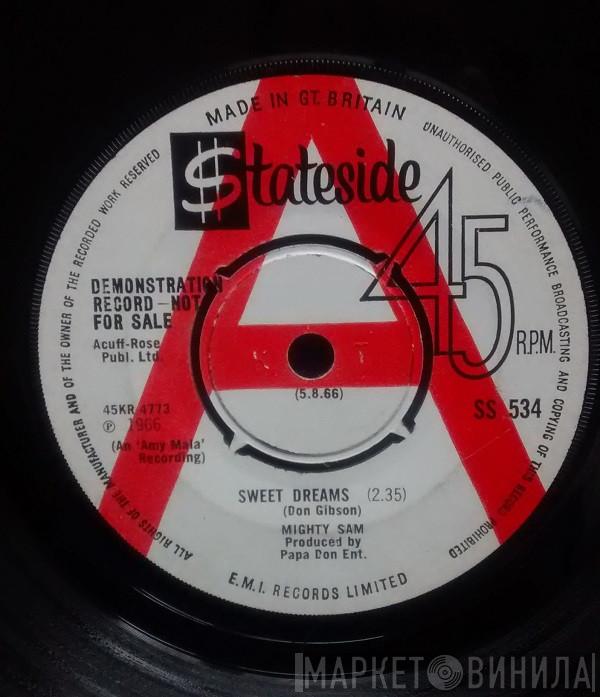 MADE IN GT. BRITAIN
UNAUTHORISED PUBLIC PERFORMANCE BROADCASTING AND COPYING OF THIS RECORD PROHIBITED
ALL RIGHTS OF THE MANUFACTURER AND OF THE OWNER OF THE RECORDED WORK RESERVED
$tateside
A
45
R.P.M.
DEMONSTRATION
RECORD—NOT
FOR SALE
Acuff-Rose
Publ. Ltd.
K T
(5.8.66)
45KR 4773
℗ 1966
(An 'Amy Mala'
Recording)
SS 534
SWEET DREAMS (2.35)
(Don Gibson)
MIGHTY SAM
Produced by
Papa Don Ent.
E.M.I. RECORDS LIMITED
МАРКЕТ ВИНИЛА